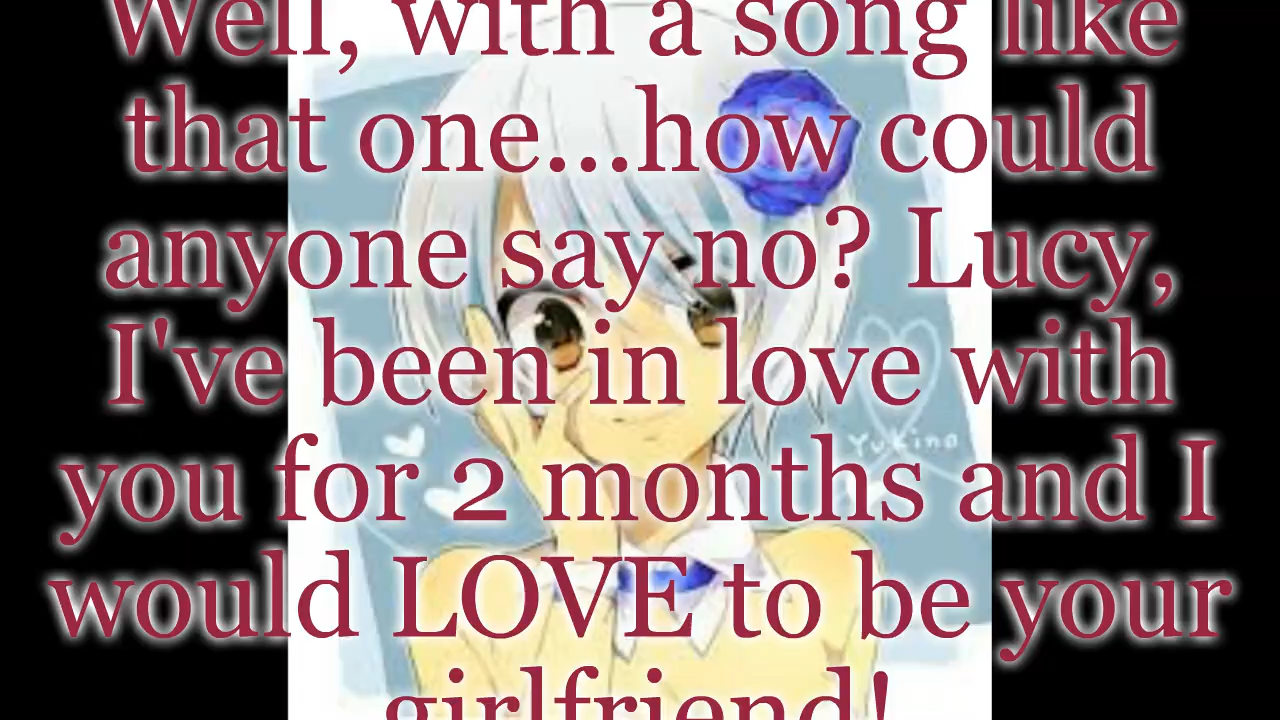 Well, with a song like
that one...how could
anyone say no? Lucy,
I've been in love with
you for 2 months and I
would LOVE to be your
girlfriend!
Yukino